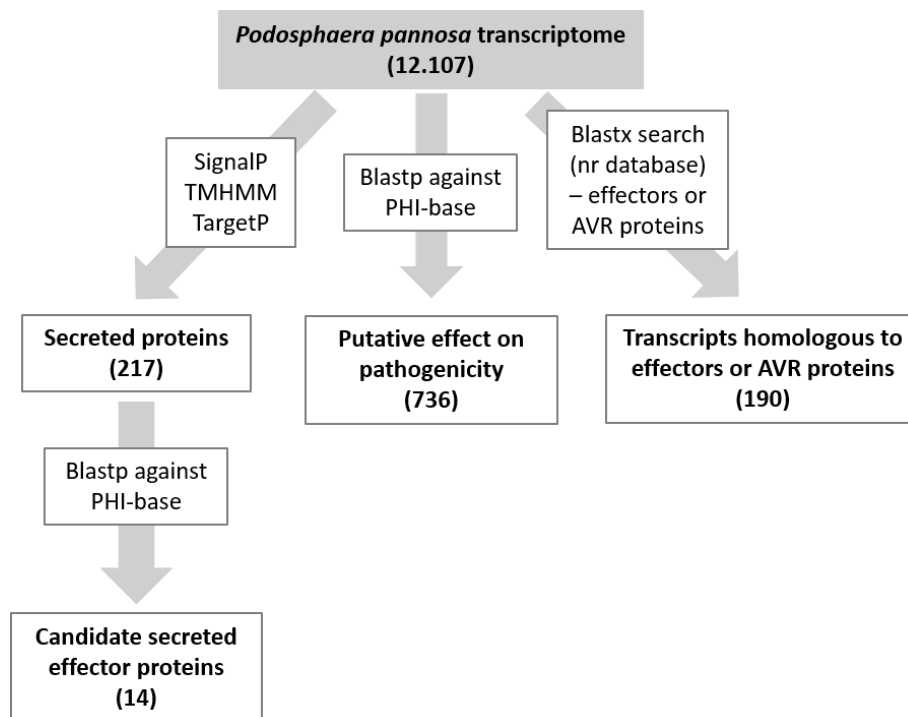 Podosphaera pannosa transcriptome
(12.107)
SignalP
TMHMM
TargetP
Blastp against
PHI-base
Blastx search
(nr database)
– effectors or
AVR proteins
Secreted proteins
(217)
Putative effect on
pathogenicity
(736)
Transcripts homologous to
effectors or AVR proteins
(190)
Blastp against
PHI-base
Candidate secreted
effector proteins
(14)